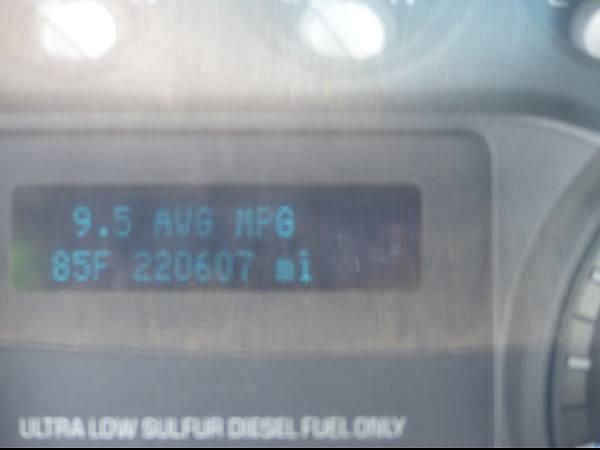 9.5 AVG MPG
85F 220607 mi
ULTRA LOW SULFUR DIESEL FUEL ONLY